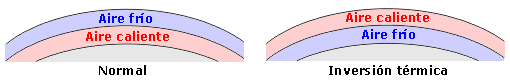 Aire frío
Aire caliente
Normal
Aire caliente
Aire frío
Inversión térmica